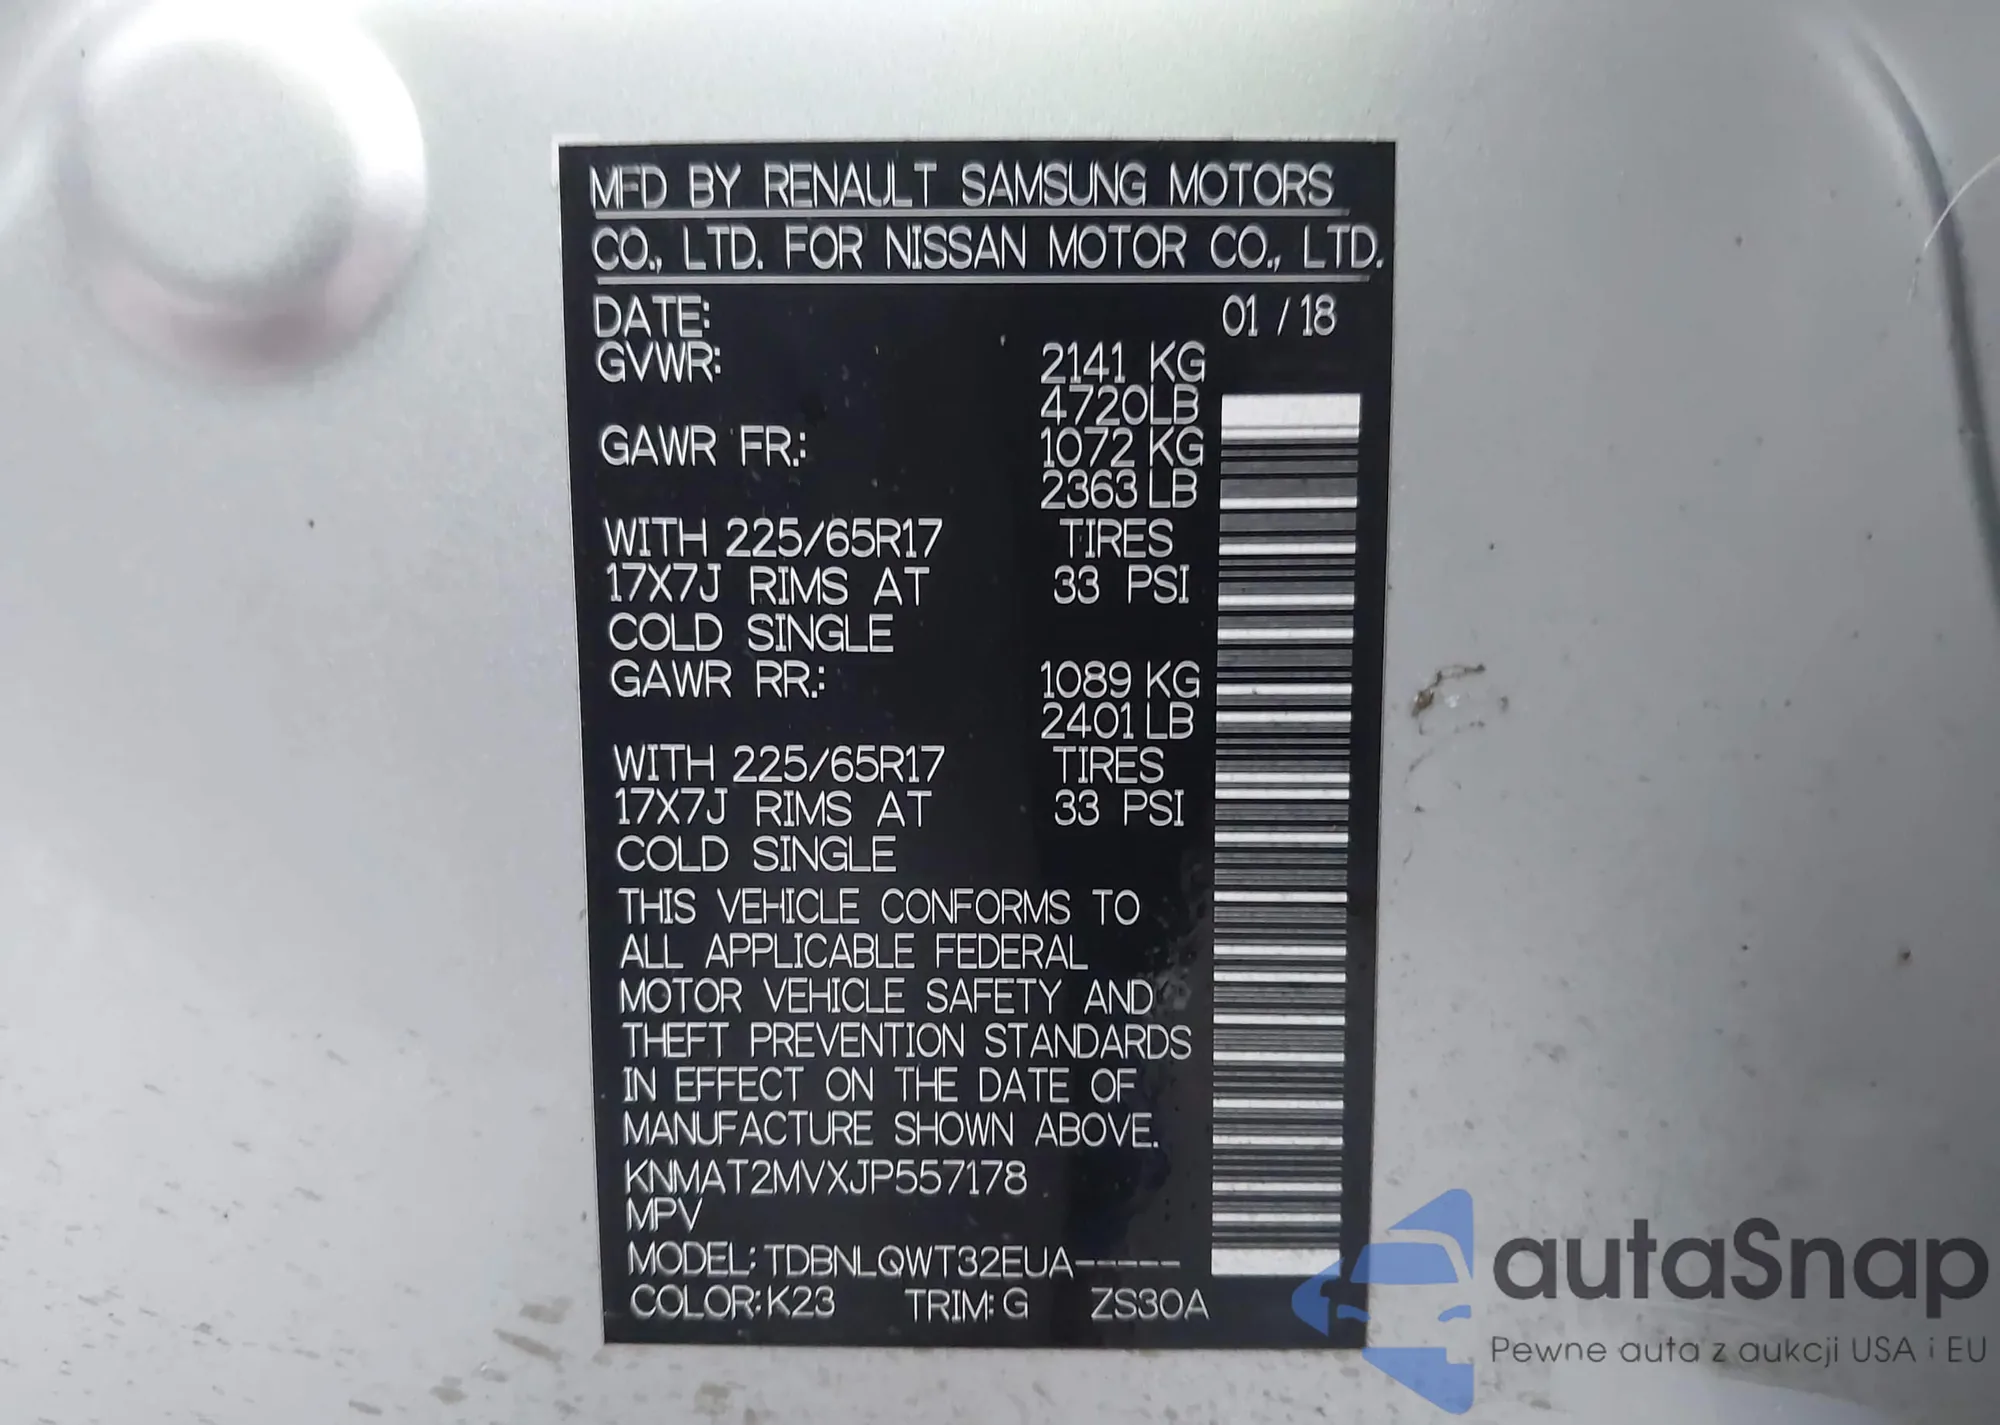 MFD BY RENAULT SAMSUNG MOTORS
CO., LTD. FOR NISSAN MOTOR CO., LTD.
DATE: 01 / 18
GVWR: 2141 KG
4720LB
GAWR FR.: 1072 KG
2363 LB
WITH 225/65R17 TIRES
17X7J RIMS AT 33 PSI
COLD SINGLE
GAWR RR.: 1089 KG
2401 LB
WITH 225/65R17 TIRES
17X7J RIMS AT 33 PSI
COLD SINGLE
THIS VEHICLE CONFORMS TO
ALL APPLICABLE FEDERAL
MOTOR VEHICLE SAFETY AND
THEFT PREVENTION STANDARDS
IN EFFECT ON THE DATE OF
MANUFACTURE SHOWN ABOVE.
KNMAT2MVXJP557178
MPV
MODEL: TDBNLQWT32EUA-----
COLOR: K23 TRIM: G ZS30A
autaSnap
Pewne auta z aukcji USA i EU